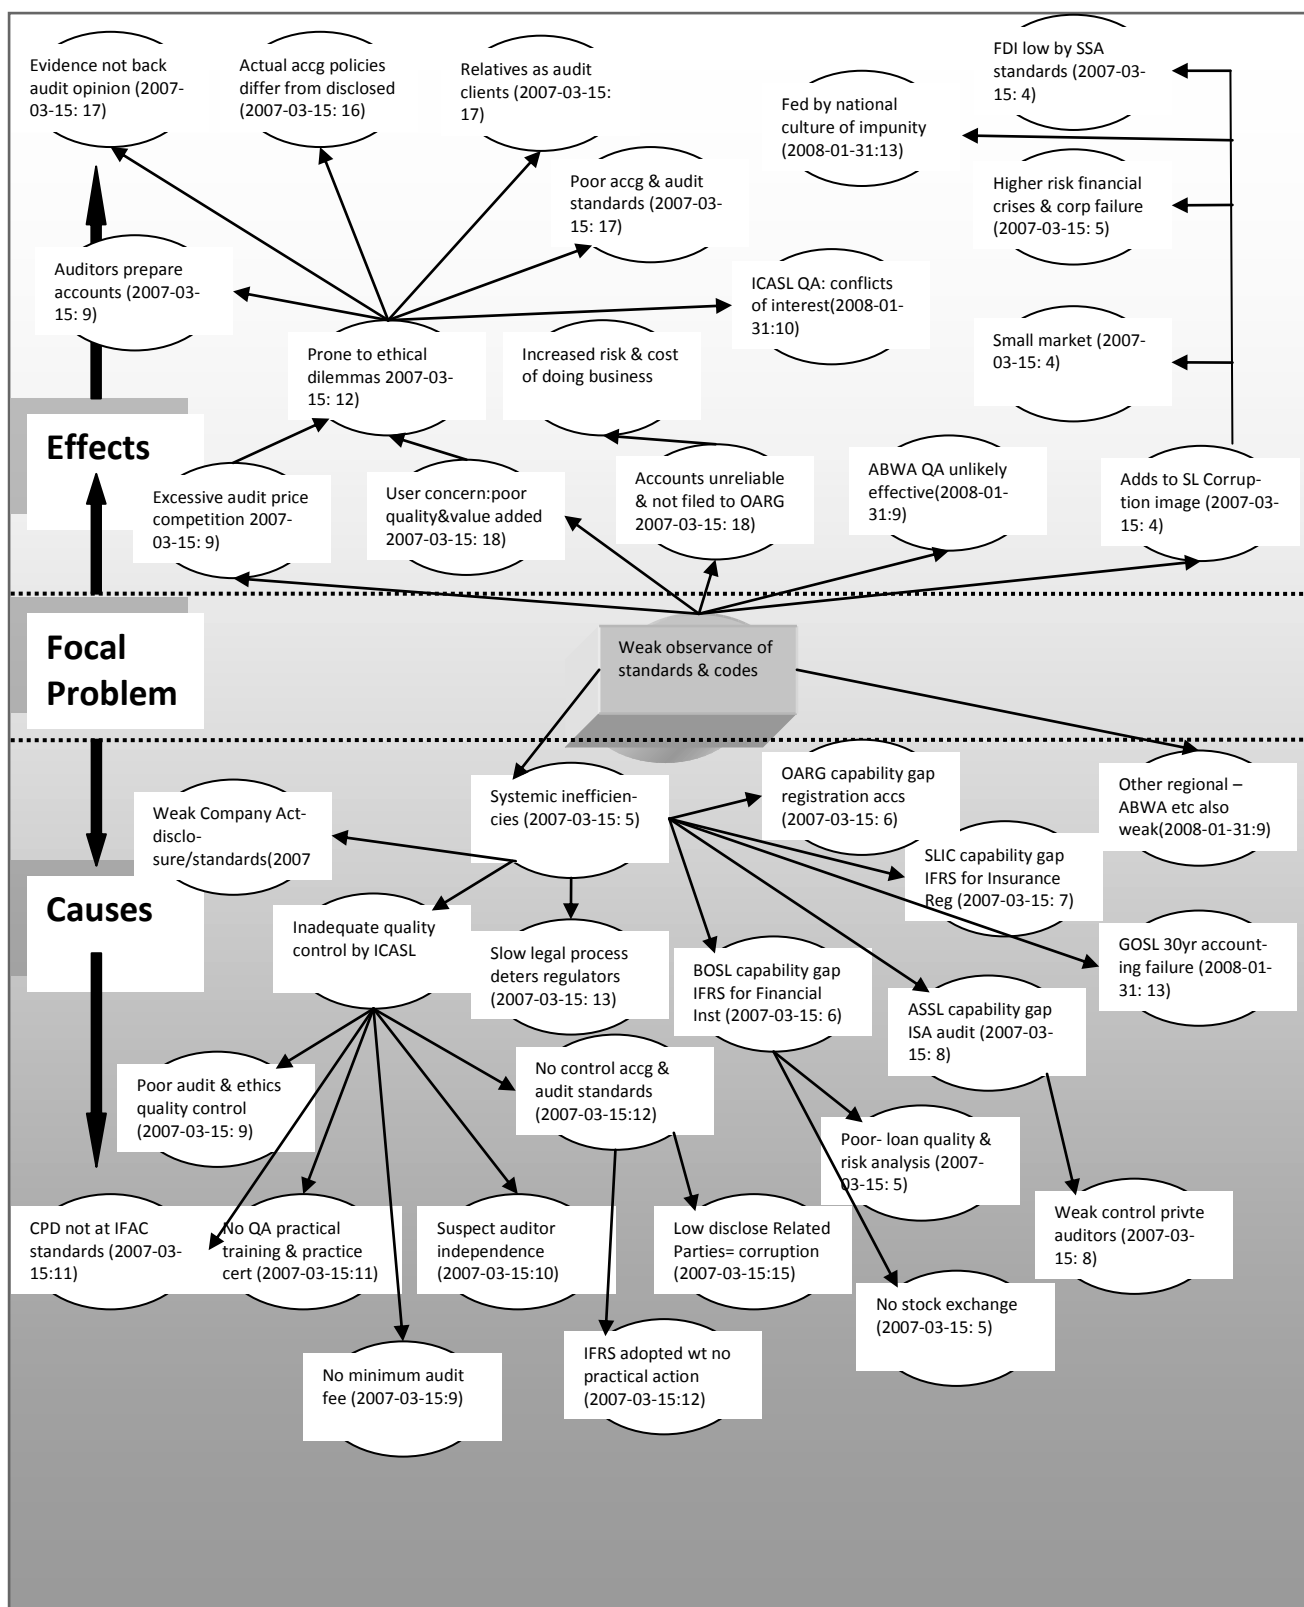 Evidence not back
audit opinion (2007-
03-15: 17)
Actual accg policies
differ from disclosed
(2007-03-15: 16)
Relatives as audit
clients (2007-03-15:
17)
FDI low by SSA
standards (2007-03-
15: 4)
Fed by national
culture of impunity
(2008-01-31:13)
Poor accg & audit
standards (2007-03-
15: 17)
Higher risk financial
crises & corp failure
(2007-03-15: 5)
Auditors prepare
accounts (2007-03-
15: 9)
ICASL QA: conflicts
of interest(2008-01-
31:10)
Prone to ethical
dilemmas 2007-03-
15: 12)
Increased risk & cost
of doing business
Small market (2007-
03-15: 4)
Effects
Excessive audit price
competition 2007-
03-15: 9)
User concern:poor
quality&value added
2007-03-15: 18)
Accounts unreliable
& not filed to OARG
2007-03-15: 18)
ABWA QA unlikely
effective(2008-01-
31:9)
Adds to SL Corrup-
tion image (2007-03-
15: 4)
Focal
Problem
Weak observance of
standards & codes
Weak Company Act-
disclo-
sure/standards(2007
Systemic inefficien-
cies (2007-03-15: 5)
OARG capability gap
registration accs
(2007-03-15: 6)
Other regional –
ABWA etc also
weak(2008-01-31:9)
SLIC capability gap
IFRS for Insurance
Reg (2007-03-15: 7)
Causes
Inadequate quality
control by ICASL
Slow legal process
deters regulators
(2007-03-15: 13)
BOSL capability gap
IFRS for Financial
Inst (2007-03-15: 6)
GOSL 30yr account-
ing failure (2008-01-
31: 13)
ASSL capability gap
ISA audit (2007-03-
15: 8)
Poor audit & ethics
quality control
(2007-03-15: 9)
No control accg &
audit standards
(2007-03-15:12)
Poor- loan quality &
risk analysis (2007-
03-15: 5)
CPD not at IFAC
standards (2007-03-
15:11)
No QA practical
training & practice
cert (2007-03-15:11)
Suspect auditor
independence
(2007-03-15:10)
Low disclose Related
Parties= corruption
(2007-03-15:15)
Weak control privte
auditors (2007-03-
15: 8)
No stock exchange
(2007-03-15: 5)
No minimum audit
fee (2007-03-15:9)
IFRS adopted wt no
practical action
(2007-03-15:12)